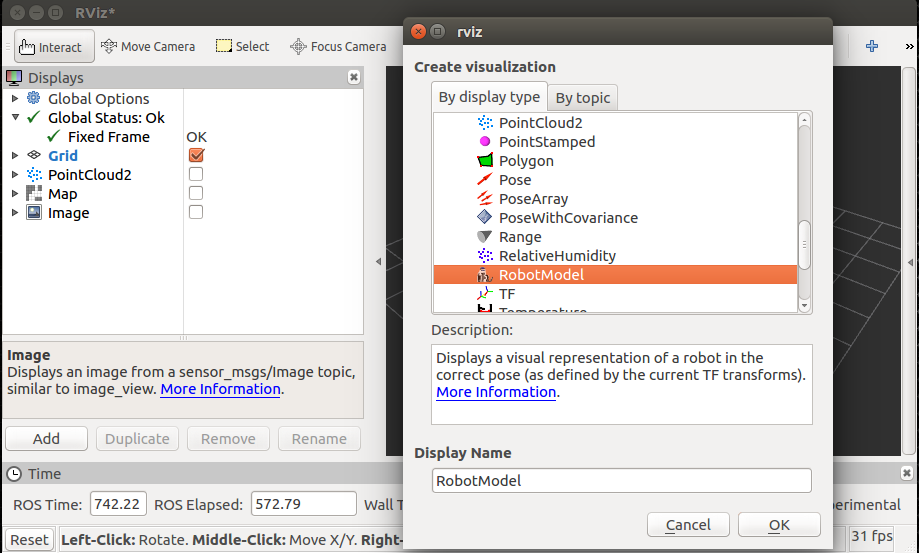 RViz*
Interact
Move Camera
Select
Focus Camera
»
Displays
Global Options
Global Status: Ok
Fixed Frame OK
Grid
PointCloud2
Map
Image
Image
Displays an image from a sensor_msgs/Image topic,
similar to image_view. More Information.
Add
Duplicate
Remove
Rename
Time
ROS Time: 742.22 ROS Elapsed: 572.79 Wall T
erimental
Reset
Left-Click: Rotate. Middle-Click: Move X/Y. Right-
31 fps
rviz
Create visualization
By display type
By topic
PointCloud2
PointStamped
Polygon
Pose
PoseArray
PoseWithCovariance
Range
RelativeHumidity
RobotModel
TF
Temperature
Description:
Displays a visual representation of a robot in the
correct pose (as defined by the current TF transforms).
More Information.
Display Name
RobotModel
Cancel
OK